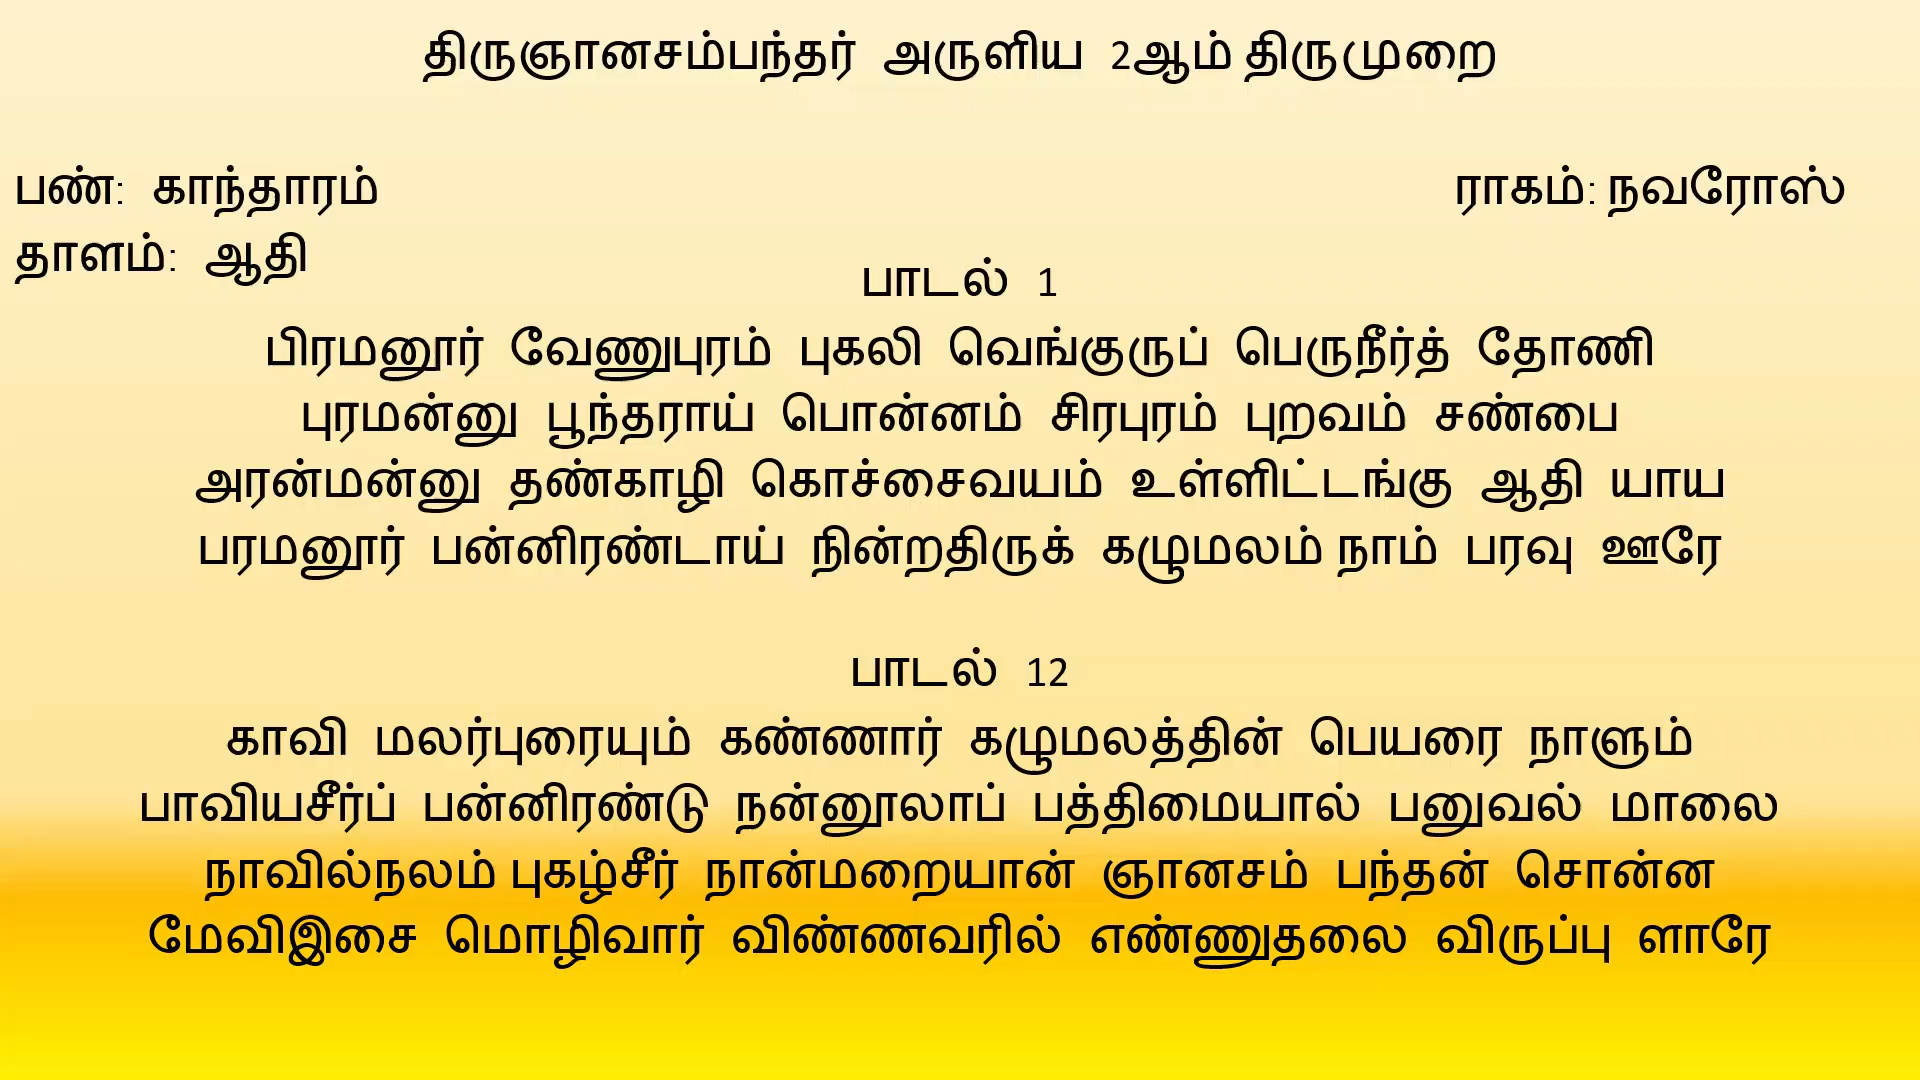 திருஞானசம்பந்தர் அருளிய 2ஆம் திருமுறை
பண்: காந்தாரம்
ராகம்: நவரோஸ்
தாளம்: ஆதி
பாடல் 1
பிரமனூர் வேணுபுரம் புகலி வெங்குருப் பெருநீர்த் தோணி
புரமன்னு பூந்தராய் பொன்னம் சிரபுரம் புறவம் சண்பை
அரன்மன்னு தண்காழி கொச்சைவயம் உள்ளிட்டங்கு ஆதி யாய
பரமனூர் பன்னிரண்டாய் நின்றதிருக் கழுமலம் நாம் பரவு ஊரே
பாடல் 12
காவி மலர்புரையும் கண்ணார் கழுமலத்தின் பெயரை நாளும்
பாவியசீர்ப் பன்னிரண்டு நன்னூலாப் பத்திமையால் பனுவல் மாலை
நாவில்நலம் புகழ்சீர் நான்மறையான் ஞானசம் பந்தன் சொன்ன
மேவிஇசை மொழிவார் விண்ணவரில் எண்ணுதலை விருப்பு ளாரே